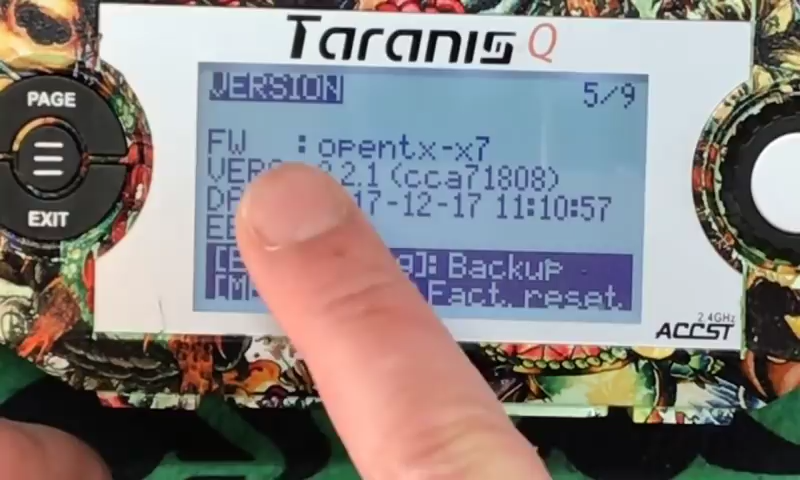 Taranis Q
PAGE
EXIT
VERSION 5/9
FW : opentx-x7
2.1 (cca71808)
17-12-17 11:10:57
Backup
Fact. reset
2.4GHz
ACCST